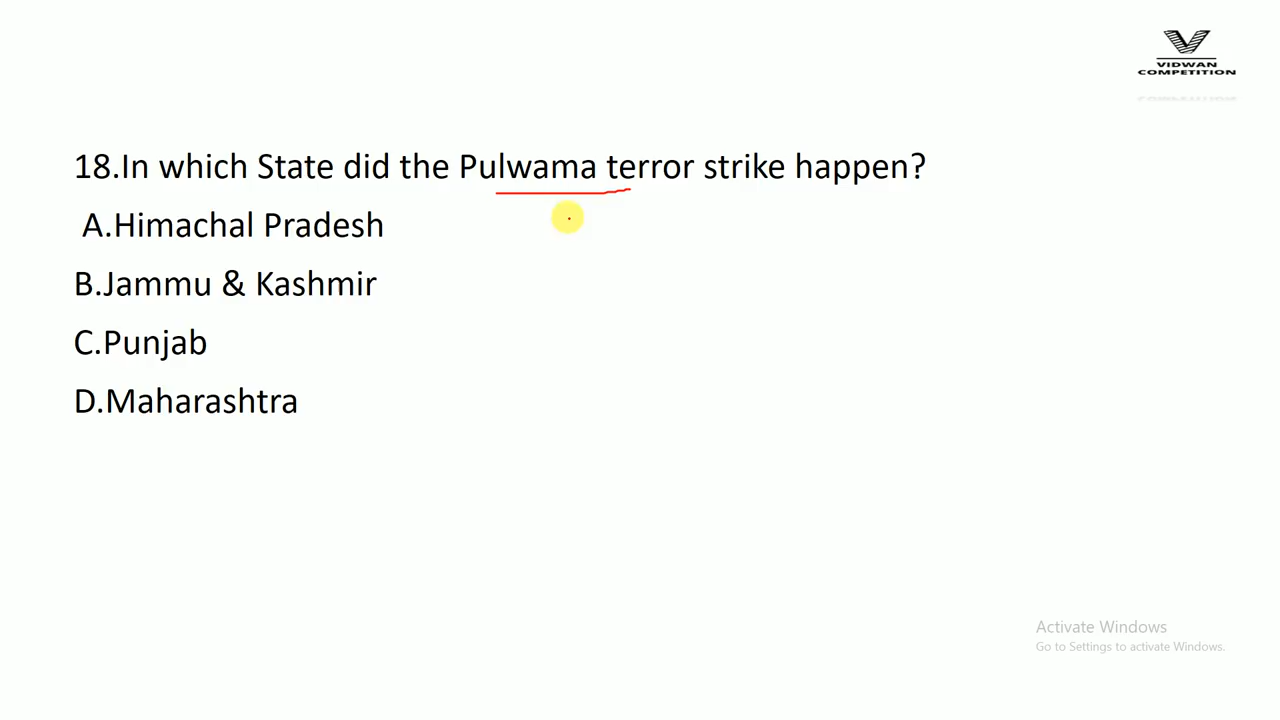 VIDWAN
COMPETITION
18.In which State did the Pulwama terror strike happen?
A.Himachal Pradesh
B.Jammu & Kashmir
C.Punjab
D.Maharashtra
Activate Windows
Go to Settings to activate Windows.